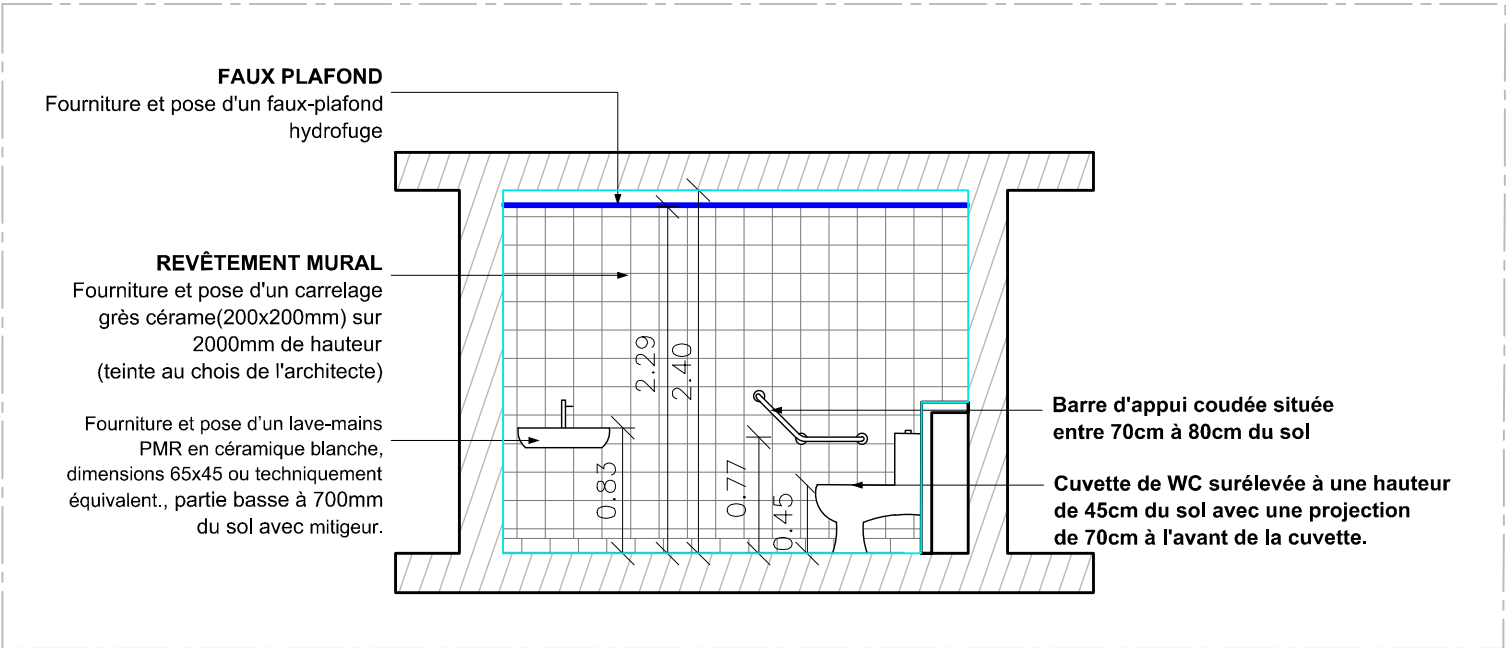 FAUX PLAFOND
Fourniture et pose d'un faux-plafond
hydrofuge
REVÊTEMENT MURAL
Fourniture et pose d'un carrelage
grès cérame(200x200mm) sur
2000mm de hauteur
(teinte au chois de l'architecte)
Fourniture et pose d'un lave-mains
PMR en céramique blanche,
dimensions 65x45 ou techniquement
équivalent., partie basse à 700mm
du sol avec mitigeur.
2.29
2.40
0.83
0.77
0.45
Barre d'appui coudée située
entre 70cm à 80cm du sol
Cuvette de WC surélevée à une hauteur
de 45cm du sol avec une projection
de 70cm à l'avant de la cuvette.